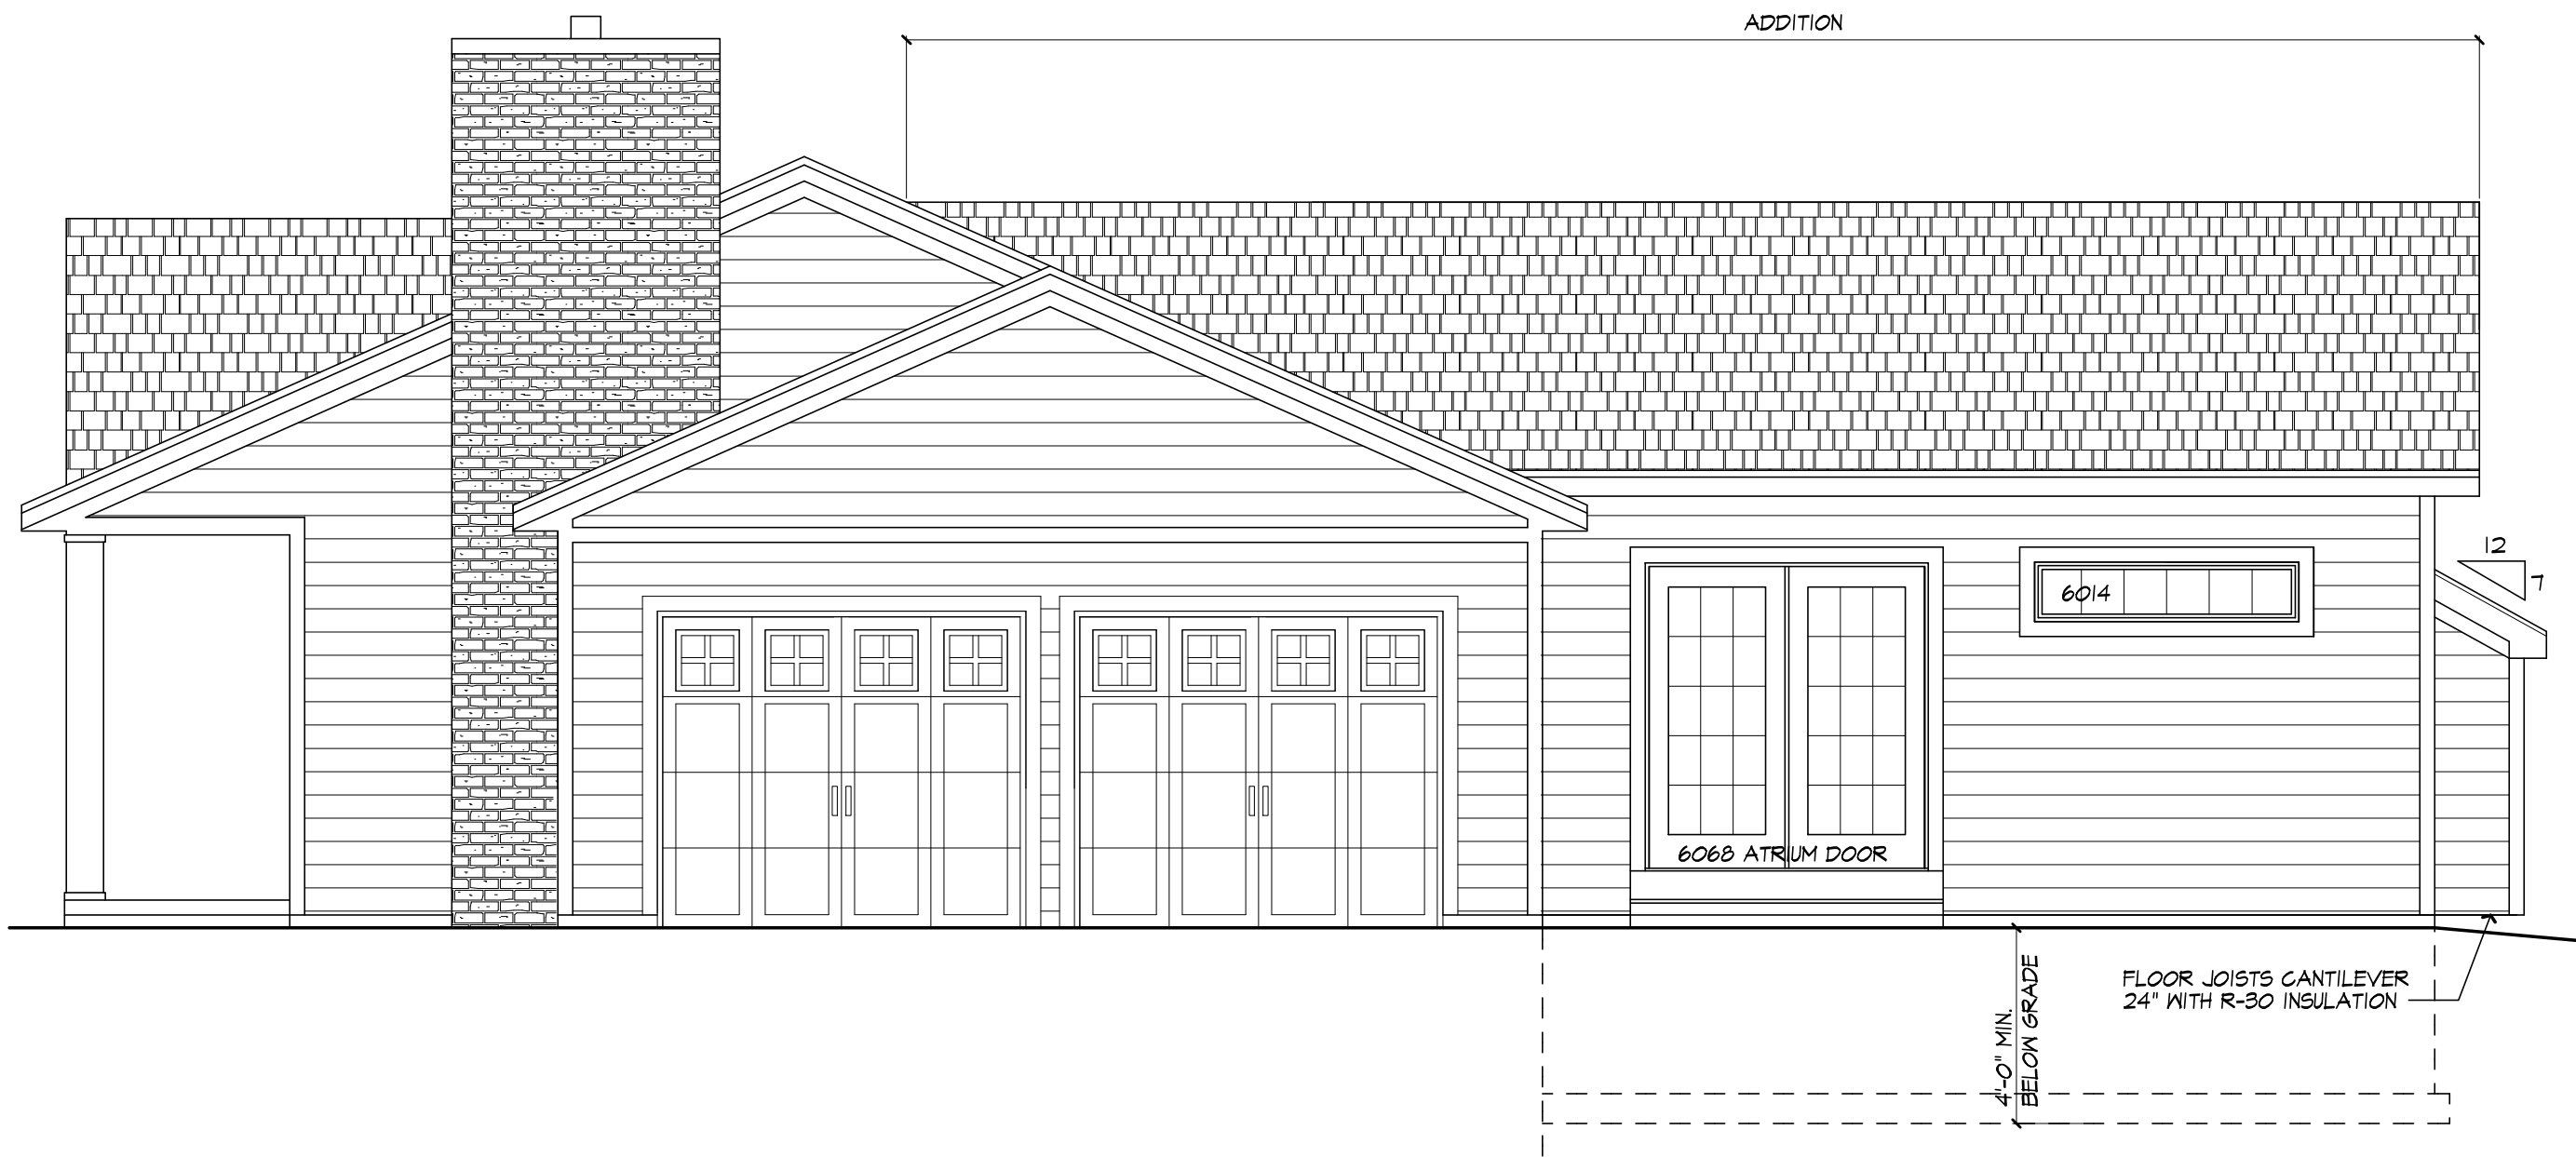 ADDITION
12
7
6014
6068 ATRIUM DOOR
FLOOR JOISTS CANTILEVER
24" WITH R-30 INSULATION
4'-0" MIN.
BELOW GRADE